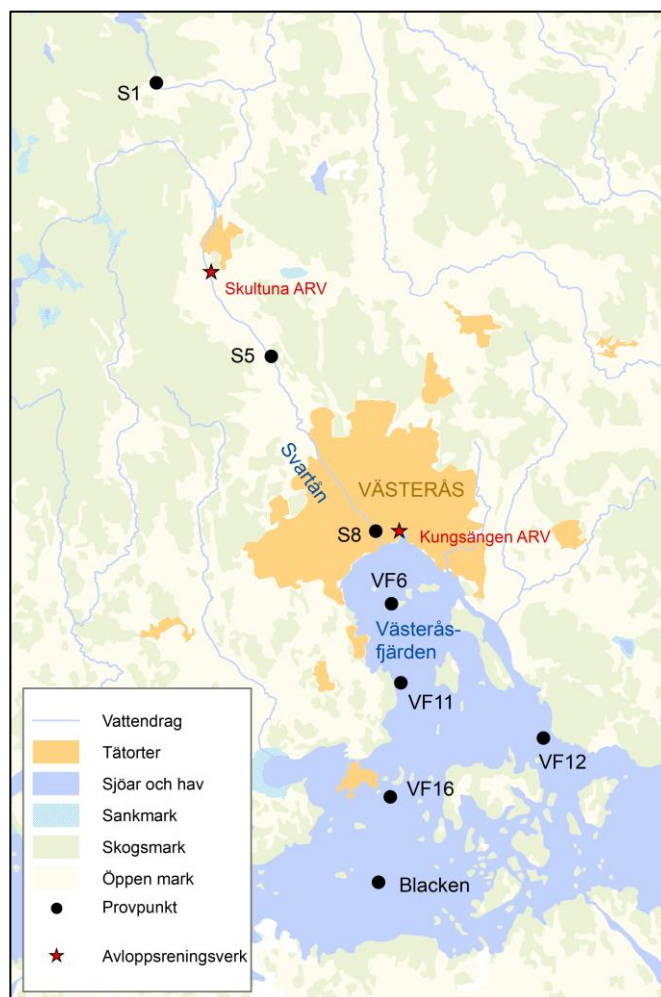 S1
Skultuna ARV
S5
Svartån
VÄSTERÅS
S8
Kungsängen ARV
VF6
Västerås-
fjärden
VF11
VF12
VF16
Blacken
Vattendrag
Tätorter
Sjöar och hav
Sankmark
Skogsmark
Öppen mark
Provpunkt
Avloppsreningsverk